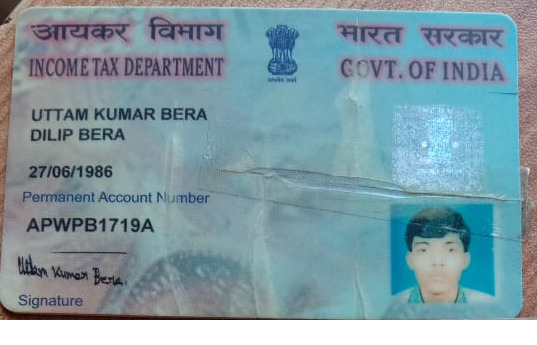 आयकर विभाग
INCOME TAX DEPARTMENT
भारत सरकार
GOVT. OF INDIA
सत्यमेव जयते
UTTAM KUMAR BERA
DILIP BERA
27/06/1986
Permanent Account Number
APWPB1719A
Uttam Kumar Bera
Signature